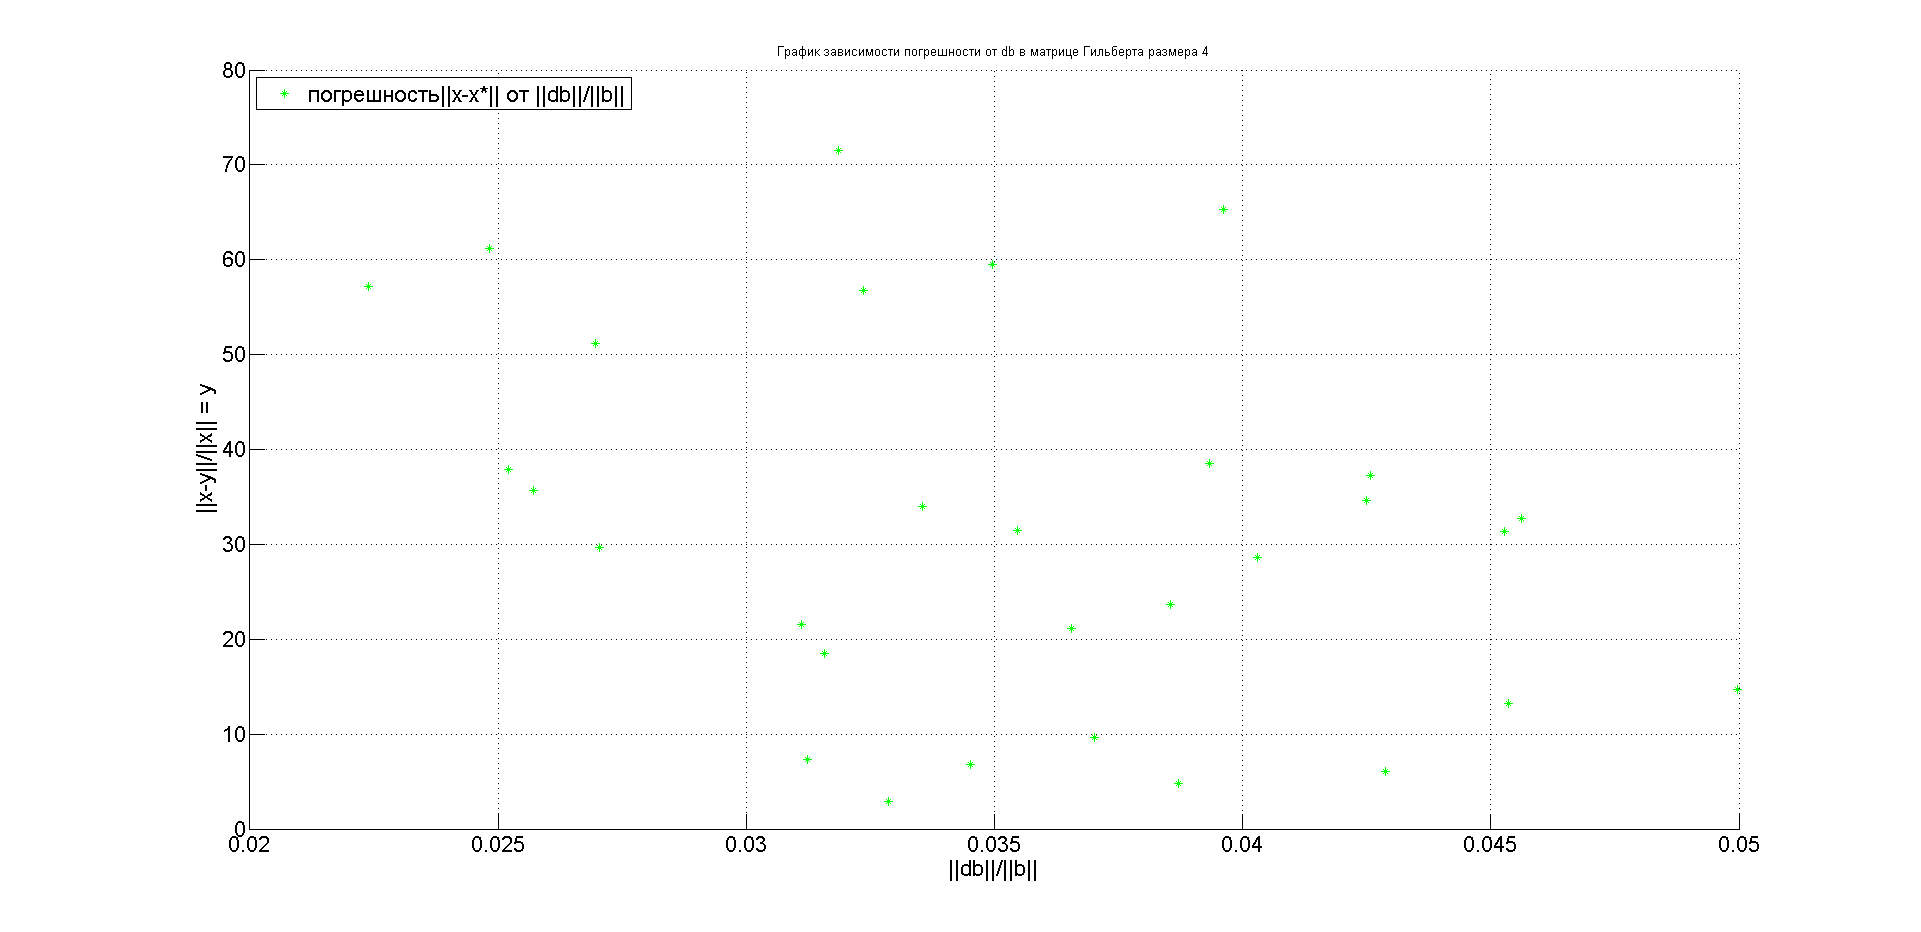 График зависимости погрешности от db в матрице Гильберта размера 4
80
погрешность||x-x*|| от ||db||/||b||
70
60
50
40
30
20
10
0
||x-y||/||x|| = y
0.02 0.025 0.03 0.035 0.04 0.045 0.05
||db||/||b||